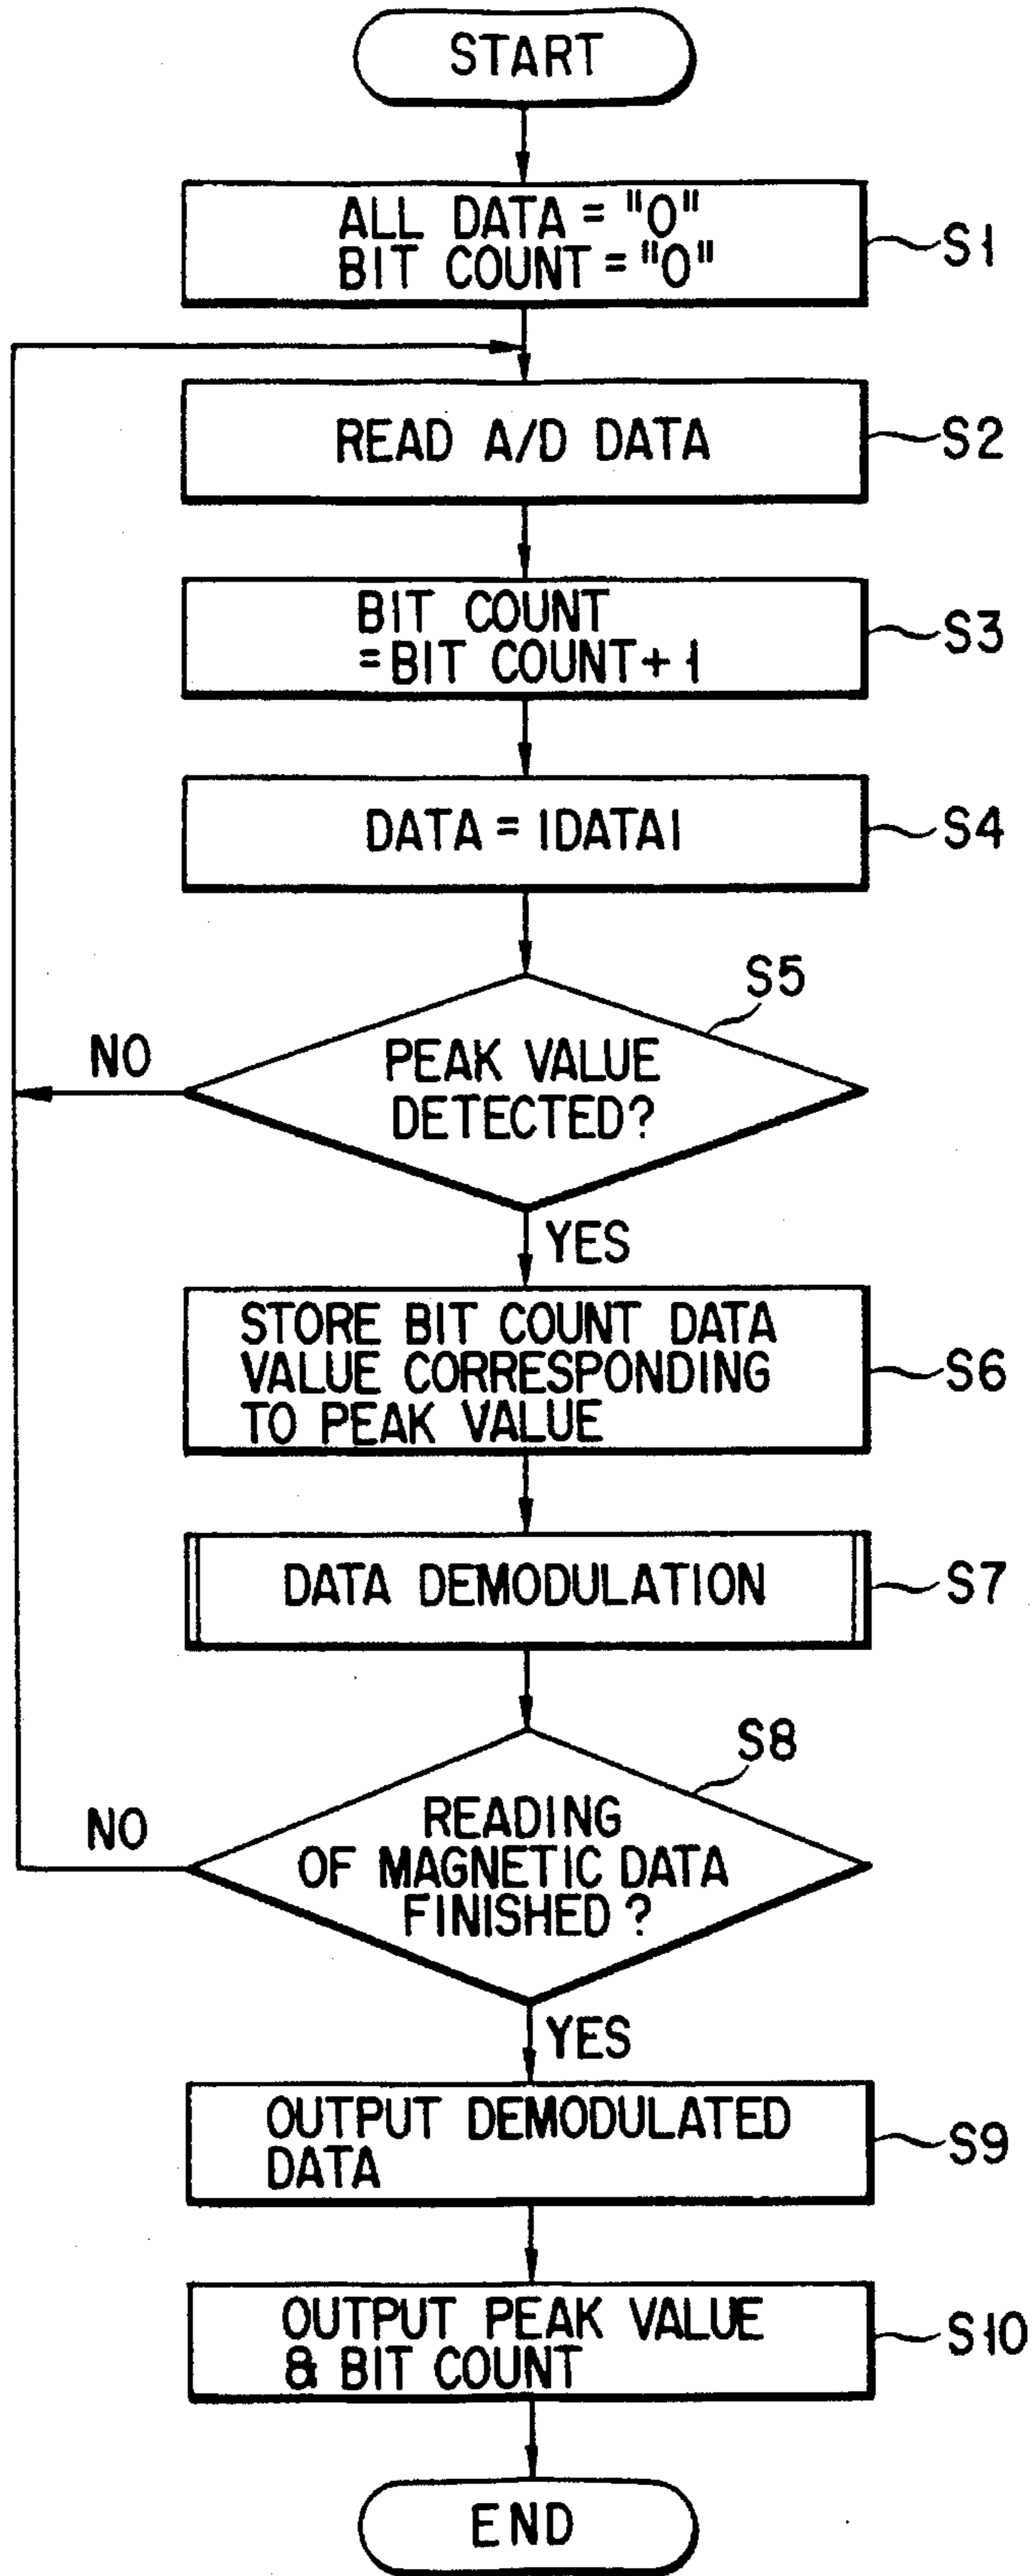 START
ALL DATA = "0"
BIT COUNT = "0"
S1
READ A/D DATA
S2
BIT COUNT
=BIT COUNT+1
S3
DATA = |DATA|
S4
S5
PEAK VALUE
DETECTED?
NO
YES
STORE BIT COUNT DATA
VALUE CORRESPONDING
TO PEAK VALUE
S6
DATA DEMODULATION
S7
S8
READING
OF MAGNETIC DATA
FINISHED?
NO
YES
OUTPUT DEMODULATED
DATA
S9
OUTPUT PEAK VALUE
& BIT COUNT
S10
END